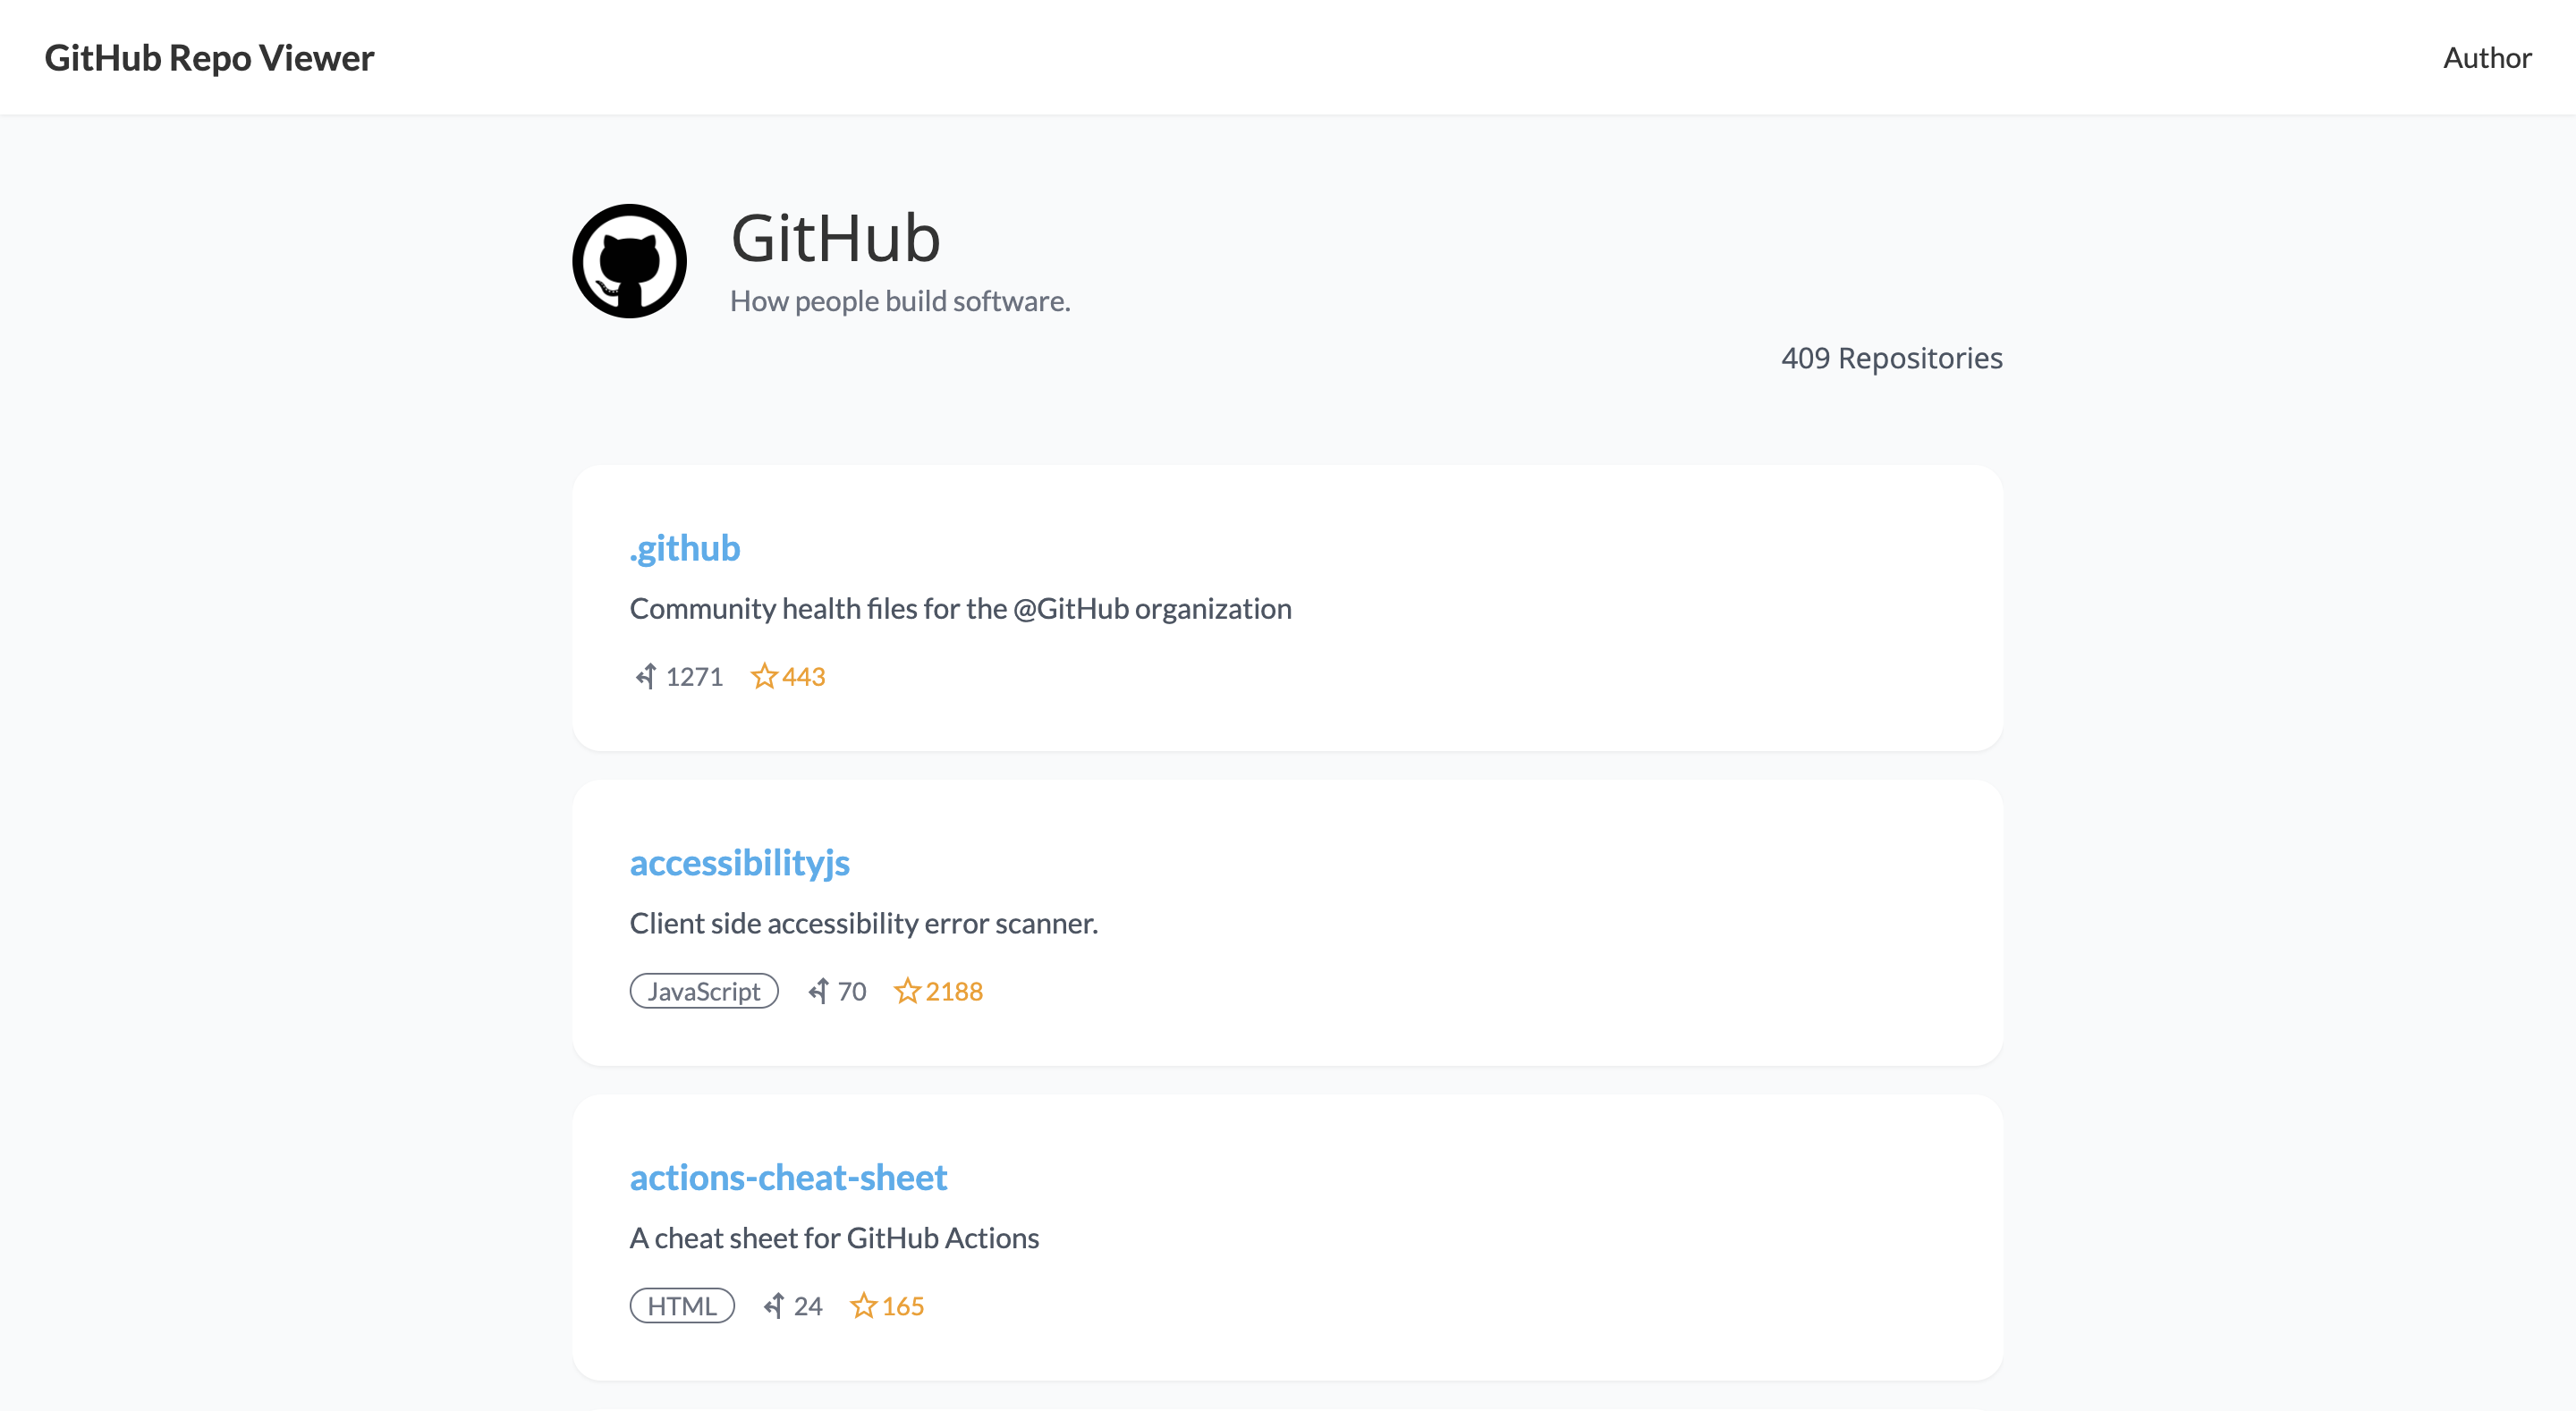 GitHub Repo Viewer
Author
GitHub
How people build software.
409 Repositories
.github
Community health files for the @GitHub organization
1271 443
accessibilityjs
Client side accessibility error scanner.
JavaScript 70 2188
actions-cheat-sheet
A cheat sheet for GitHub Actions
HTML 24 165